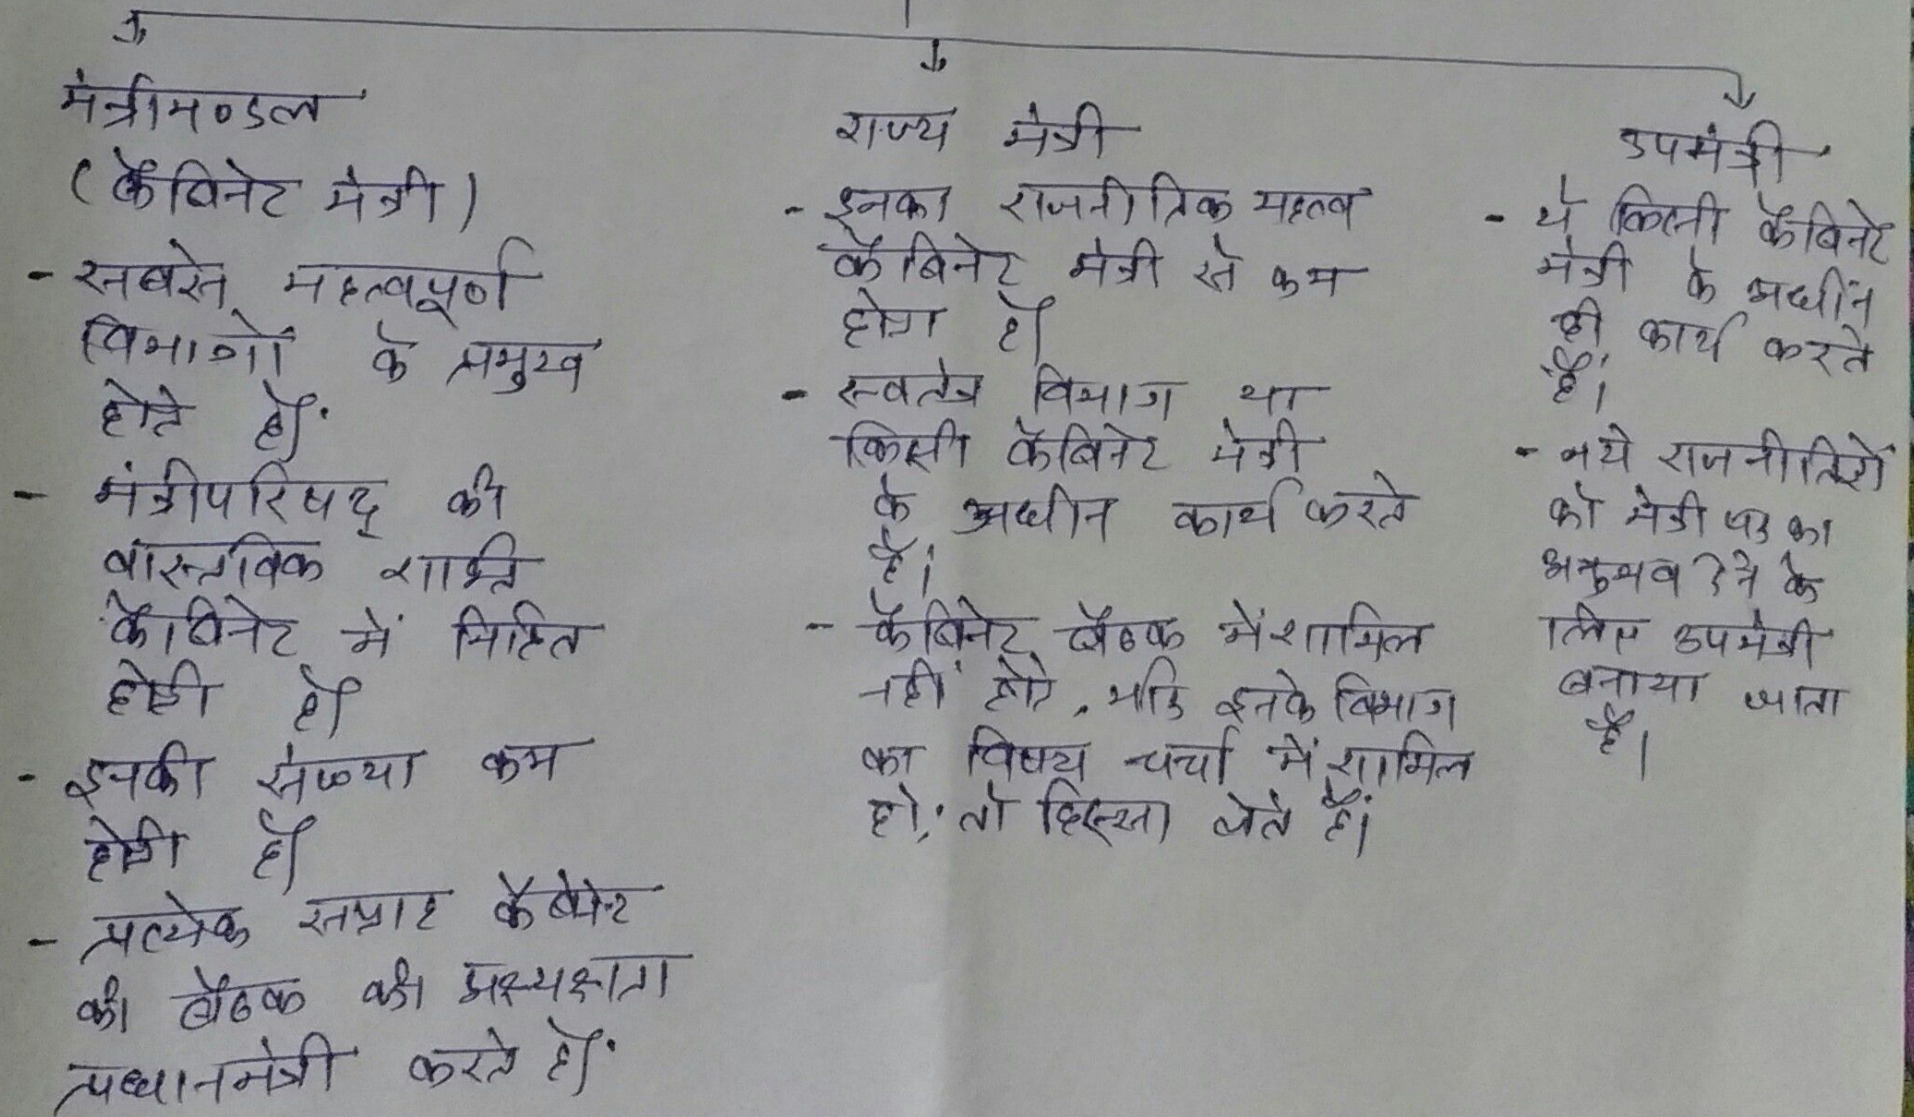 मंत्रीमण्डल
(कैबिनेट मंत्री)
- सबसे महत्वपूर्ण
विभागों के प्रमुख
होते हैं।
- मंत्रीपरिषद् की
वास्तविक शक्ति
कैबिनेट में निहित
होती है।
- इनकी संख्या कम
होती है।
- प्रत्येक सप्ताह कैबिनेट
की बैठक की अध्यक्षता
प्रधानमंत्री करते हैं।
राज्य मंत्री
- इनका राजनीतिक महत्व
कैबिनेट मंत्री से कम
होता है।
- स्वतंत्र विभाग या
किसी कैबिनेट मंत्री
के अधीन कार्य करते
है।
- कैबिनेट बैठक में शामिल
नहीं होते, यदि इनके विभाग
का विषय चर्चा में शामिल
हो, तो हिस्सा लेते हैं।
उपमंत्री
- ये किसी कैबिनेट
मंत्री के अधीन
ही कार्य करते
हैं।
- नये राजनीतिज्ञों
को मंत्री पद का
अनुभव देने के
लिए उपमंत्री
बनाया जाता
है।